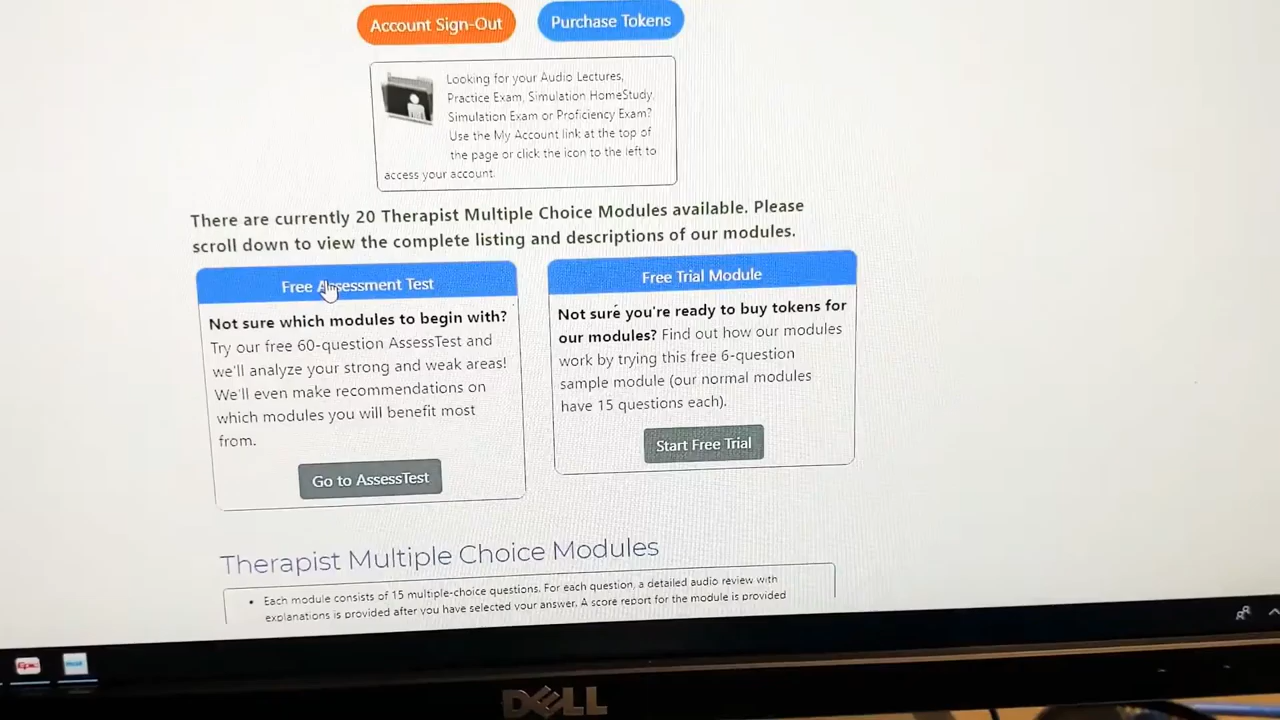 Account Sign-Out
Purchase Tokens
Looking for your Audio Lectures,
Practice Exam, Simulation HomeStudy,
Simulation Exam or Proficiency Exam?
Use the My Account link at the top of
the page or click the icon to the left to
access your account.
There are currently 20 Therapist Multiple Choice Modules available. Please
scroll down to view the complete listing and descriptions of our modules.
Free Assessment Test
Not sure which modules to begin with?
Try our free 60-question AssessTest and
we'll analyze your strong and weak areas!
We'll even make recommendations on
which modules you will benefit most
from.
Go to AssessTest
Free Trial Module
Not sure you're ready to buy tokens for
our modules? Find out how our modules
work by trying this free 6-question
sample module (our normal modules
have 15 questions each).
Start Free Trial
Therapist Multiple Choice Modules
• Each module consists of 15 multiple-choice questions. For each question, a detailed audio review with
explanations is provided after you have selected your answer. A score report for the module is provided
Epic
DELL